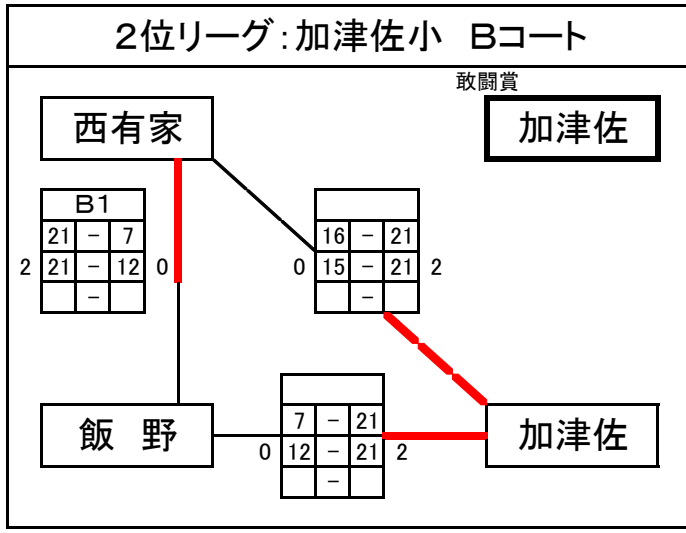 ２位リーグ：加津佐小　Ｂコート
敢闘賞
西有家
加津佐
Ｂ１
21 － 7
2 21 － 12 0
－
16 － 21
0 15 － 21 2
－
飯　野
7 － 21
0 12 － 21 2
－
加津佐